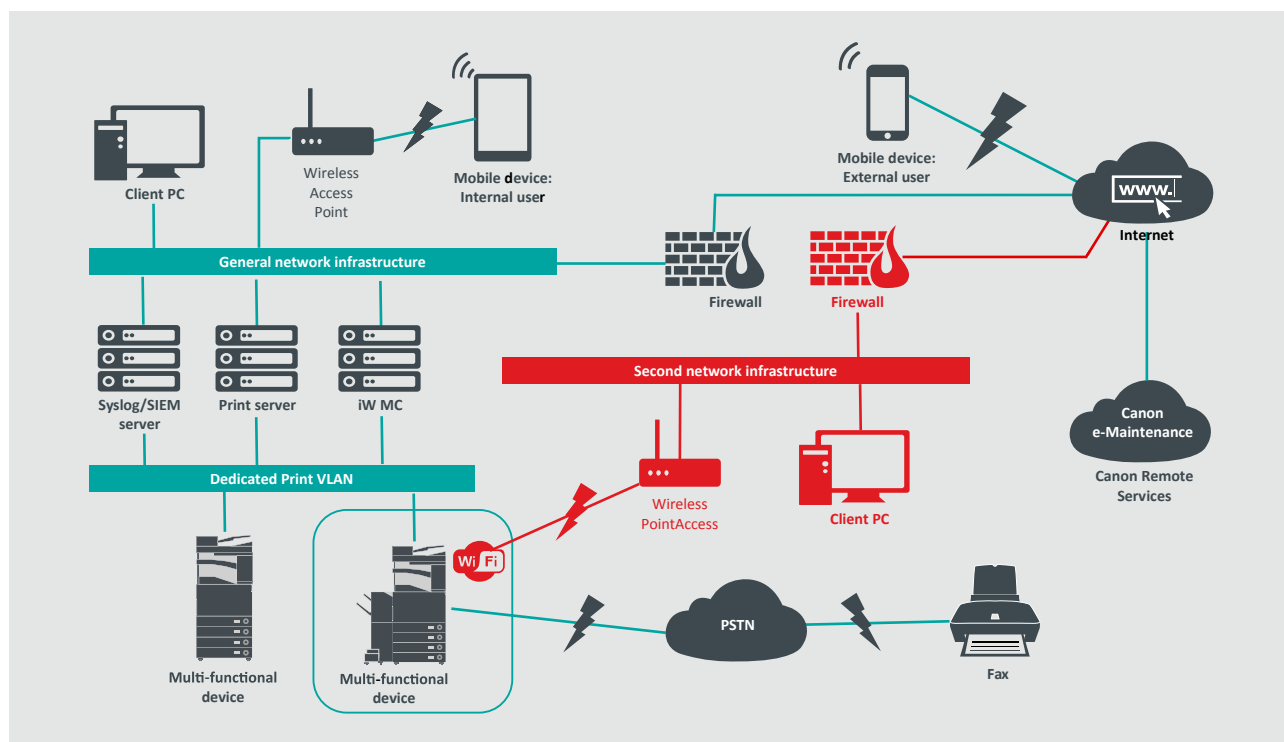 Client PC
Wireless
Access
Point
Mobile device:
Internal user
Mobile device:
External user
www.
Internet
General network infrastructure
Firewall
Firewall
Syslog/SIEM
server
Print server
iW MC
Second network infrastructure
Canon
e-Maintenance
Canon Remote
Services
Dedicated Print VLAN
Wireless
PointAccess
Client PC
Wi Fi
PSTN
Fax
Multi-functional
device
Multi-functional
device